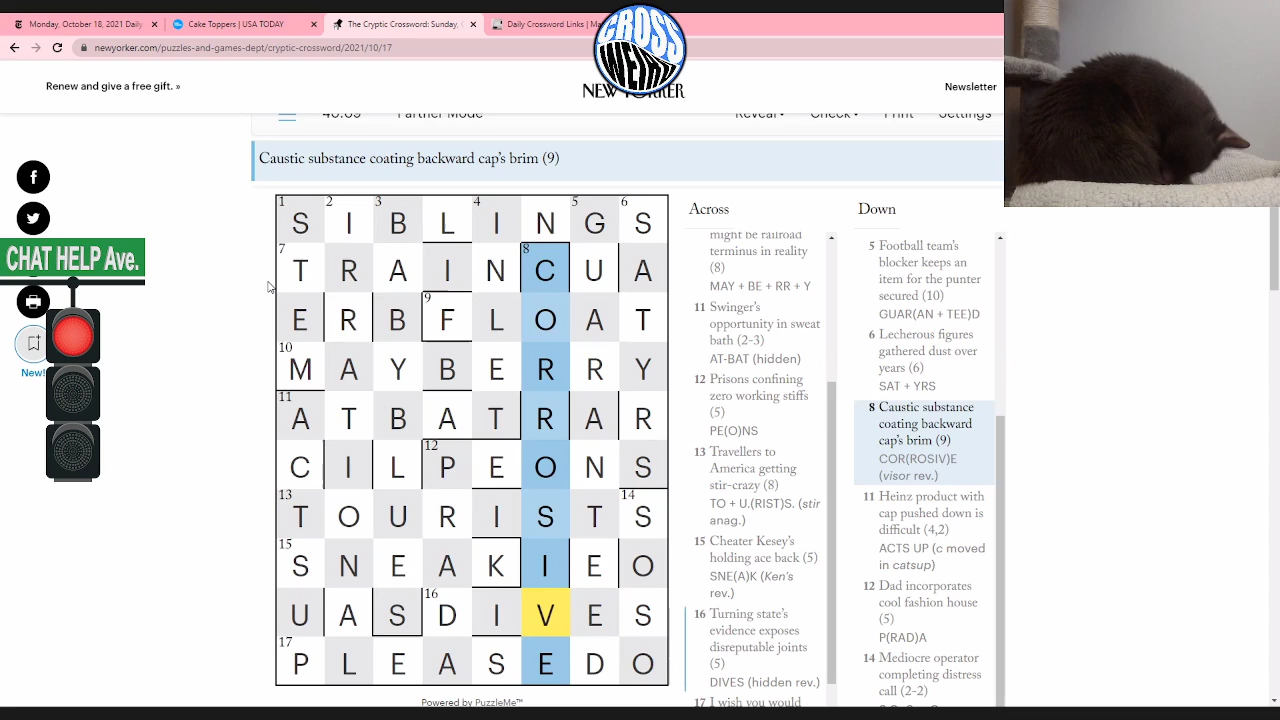 Monday, October 18, 2021 Daily
Cake Toppers | USA TODAY
The Cryptic Crossword: Sunday,
Daily Crossword Links | Ma
newyorker.com/puzzles-and-games-dept/cryptic-crossword/2021/10/17
CROSS
WEIRD
Renew and give a free gift. »
NEW YORKER
Newsletter
Partner Mode
Reveal
Check
Print
Settings
Caustic substance coating backward cap's brim (9)
CHAT HELP Ave.
New!
1 S 2 I 3 B L 4 I N 5 G 6 S
7 T R A I N 8 C U A
E R B 9 F L O A T
10 M A Y B E R R Y
11 A T B A T R A R
C I L 12 P E O N S
13 T O U R I S T 14 S
15 S N E A K I E O
U A S 16 D I V E S
17 P L E A S E D O
Powered by PuzzleMe™
Across
might be railroad
terminus in reality
(8)
MAY + BE + RR + Y
11 Swinger's
opportunity in sweat
bath (2-3)
AT-BAT (hidden)
12 Prisons confining
zero working stiffs
(5)
PE(O)NS
13 Travellers to
America getting
stir-crazy (8)
TO + U.(RIST)S. (stir
anag.)
15 Cheater Kesey's
holding ace back (5)
SNE(A)K (Ken's
rev.)
16 Turning state's
evidence exposes
disreputable joints
(5)
DIVES (hidden rev.)
17 I wish you would
Down
5 Football team's
blocker keeps an
item for the punter
secured (10)
GUAR(AN + TEE)D
6 Lecherous figures
gathered dust over
years (6)
SAT + YRS
8 Caustic substance
coating backward
cap's brim (9)
COR(ROSIV)E
(visor rev.)
11 Heinz product with
cap pushed down is
difficult (4,2)
ACTS UP (c moved
in catsup)
12 Dad incorporates
cool fashion house
(5)
P(RAD)A
14 Mediocre operator
completing distress
call (2-2)